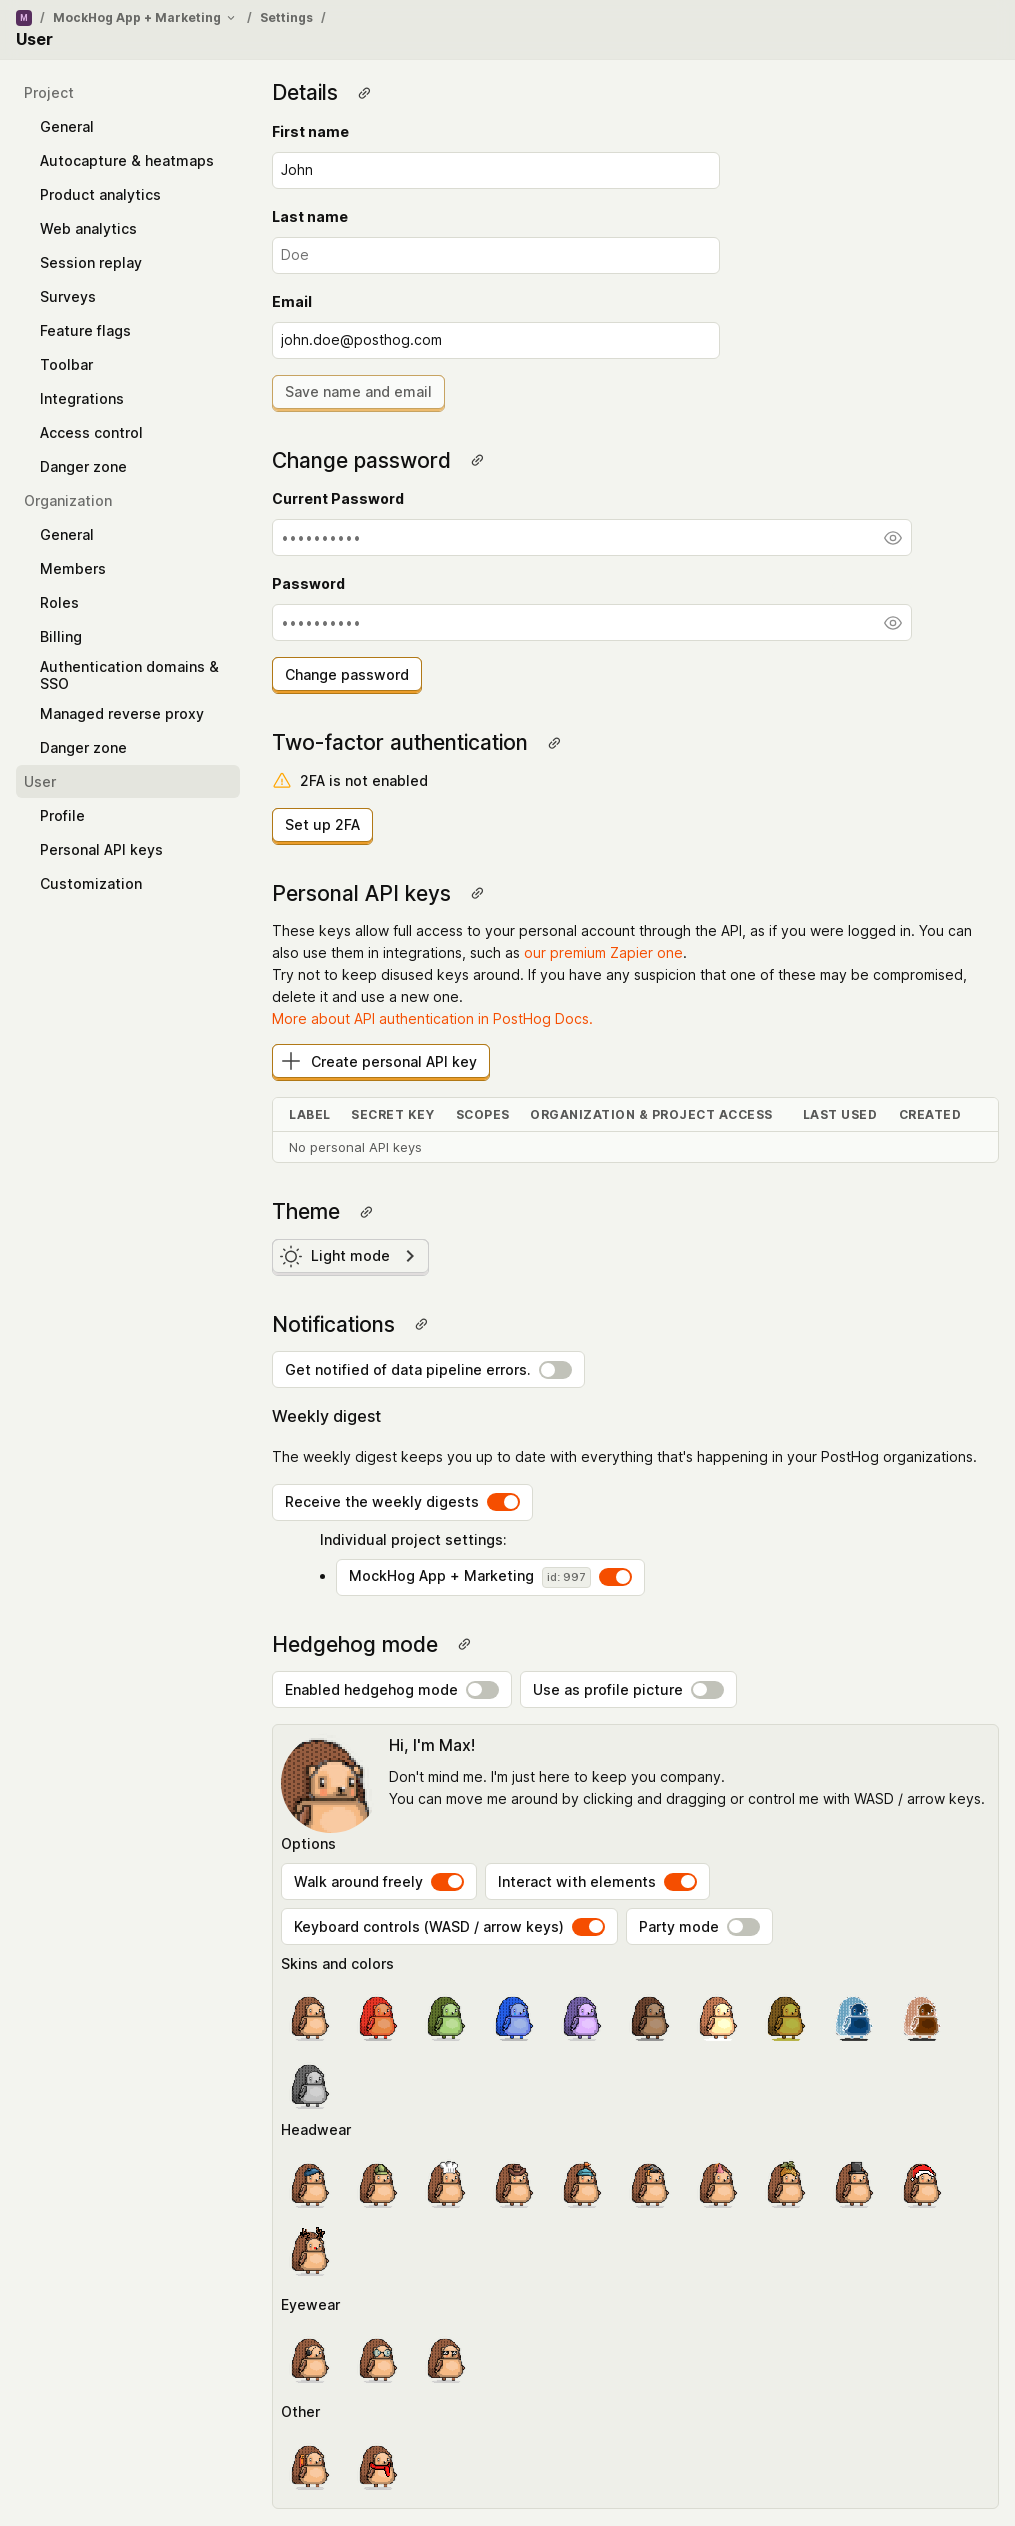 M / MockHog App + Marketing / Settings /
User
Project
General
Autocapture & heatmaps
Product analytics
Web analytics
Session replay
Surveys
Feature flags
Toolbar
Integrations
Access control
Danger zone
Organization
General
Members
Roles
Billing
Authentication domains &
SSO
Managed reverse proxy
Danger zone
User
Profile
Personal API keys
Customization
Details
First name
John
Last name
Doe
Email
john.doe@posthog.com
Save name and email
Change password
Current Password
••••••••••
Password
••••••••••
Change password
Two-factor authentication
2FA is not enabled
Set up 2FA
Personal API keys
These keys allow full access to your personal account through the API, as if you were logged in. You can
also use them in integrations, such as our premium Zapier one.
Try not to keep disused keys around. If you have any suspicion that one of these may be compromised,
delete it and use a new one.
More about API authentication in PostHog Docs.
Create personal API key
LABEL SECRET KEY SCOPES ORGANIZATION & PROJECT ACCESS LAST USED CREATED
No personal API keys
Theme
Light mode
Notifications
Get notified of data pipeline errors.
Weekly digest
The weekly digest keeps you up to date with everything that's happening in your PostHog organizations.
Receive the weekly digests
Individual project settings:
• MockHog App + Marketing id: 997
Hedgehog mode
Enabled hedgehog mode Use as profile picture
Hi, I'm Max!
Don't mind me. I'm just here to keep you company.
You can move me around by clicking and dragging or control me with WASD / arrow keys.
Options
Walk around freely Interact with elements
Keyboard controls (WASD / arrow keys) Party mode
Skins and colors
Headwear
Eyewear
Other